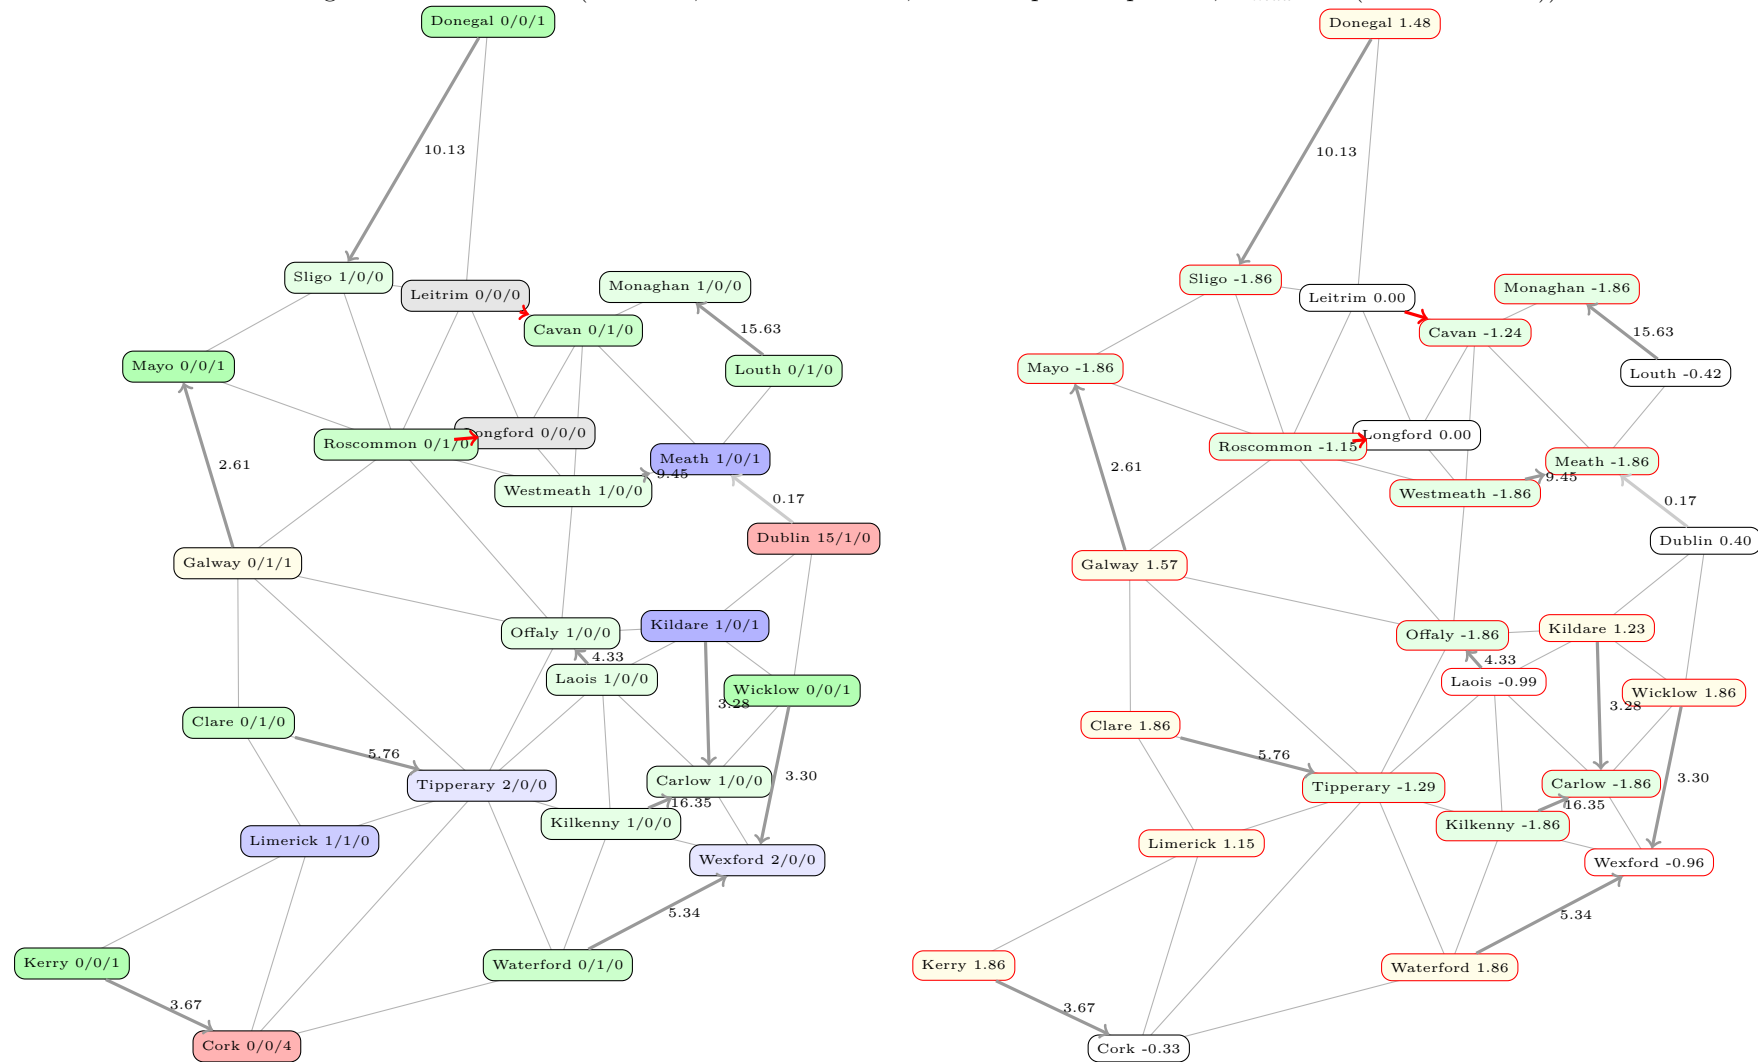 Donegal 0/0/1
10.13
Sligo 1/0/0
Leitrim 0/0/0
Monaghan 1/0/0
Cavan 0/1/0
15.63
Mayo 0/0/1
Louth 0/1/0
Roscommon 0/1/0
Longford 0/0/0
Meath 1/0/1
2.61
9.45
Westmeath 1/0/0
0.17
Dublin 15/1/0
Galway 0/1/1
Offaly 1/0/0
Kildare 1/0/1
4.33
Laois 1/0/0
Wicklow 0/0/1
3.28
Clare 0/1/0
5.76
Tipperary 2/0/0
Carlow 1/0/0
3.30
16.35
Kilkenny 1/0/0
Limerick 1/1/0
Wexford 2/0/0
5.34
Kerry 0/0/1
Waterford 0/1/0
3.67
Cork 0/0/4
Donegal 1.48
10.13
Sligo -1.86
Leitrim 0.00
Monaghan -1.86
Cavan -1.24
15.63
Mayo -1.86
Louth -0.42
Roscommon -1.15
Longford 0.00
Meath -1.86
2.61
9.45
Westmeath -1.86
0.17
Dublin 0.40
Galway 1.57
Offaly -1.86
Kildare 1.23
4.33
Laois -0.99
Wicklow 1.86
3.28
Clare 1.86
5.76
Tipperary -1.29
Carlow -1.86
3.30
16.35
Kilkenny -1.86
Limerick 1.15
Wexford -0.96
5.34
Kerry 1.86
Waterford 1.86
3.67
Cork -0.33